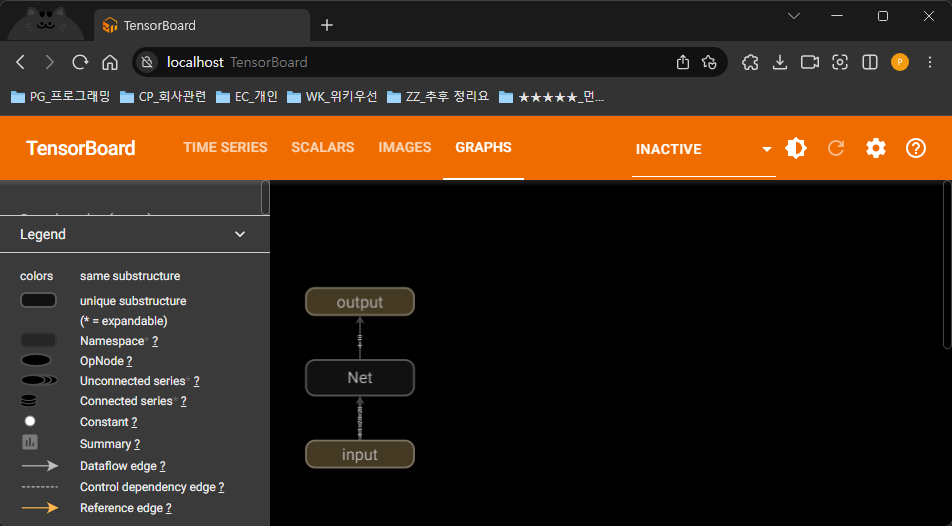 TensorBoard
localhost TensorBoard
P
PG_프로그래밍 CP_회사관련 EC_개인 WK_위키우선 ZZ_추후 정리요 ★★★★★_먼...
TensorBoard TIME SERIES SCALARS IMAGES GRAPHS INACTIVE
Legend
colors same substructure
unique substructure
(* = expandable)
Namespace* ?
OpNode ?
Unconnected series* ?
Connected series* ?
Constant ?
Summary ?
Dataflow edge ?
Control dependency edge ?
Reference edge ?
output
Net
input